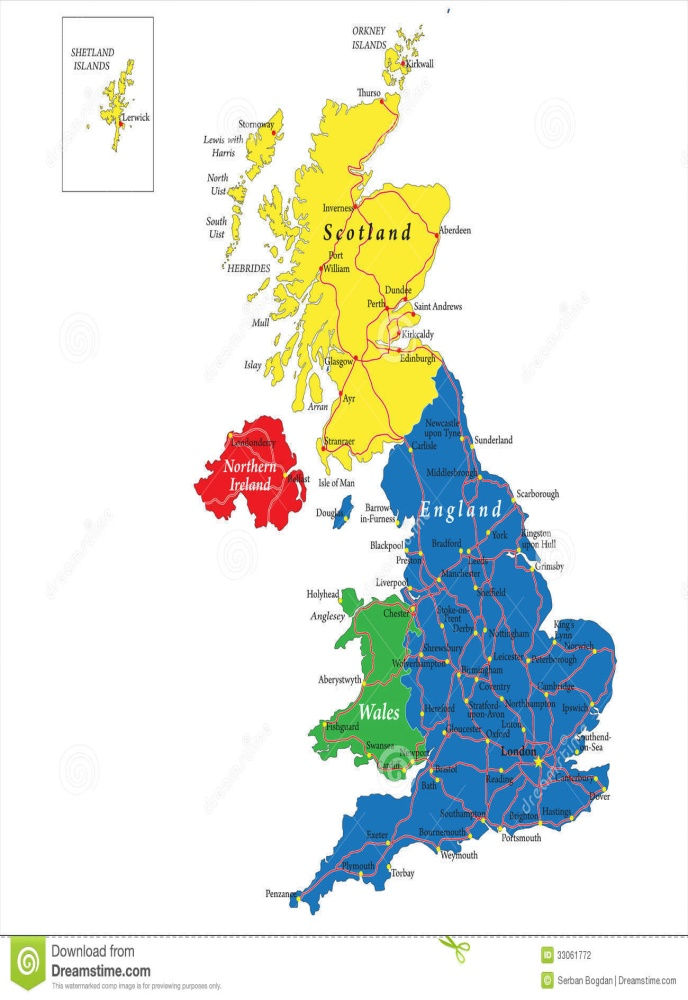 ORKNEY
ISLANDS
Kirkwall
SHETLAND
ISLANDS
Lerwick
Thurso
Stornoway
Lewis with
Harris
North
Uist
South
Uist
HEBRIDES
Inverness
Scotland
Aberdeen
Port
William
Dundee
Perth
Saint Andrews
Mull
Kirkcaldy
Edinburgh
Glasgow
Islay
Arran
Ayr
Stranraer
Newcastle
upon Tyne
Sunderland
Carlisle
Londonderry
Northern
Ireland
Belfast
Middlesbrough
Isle of Man
Douglas
Barrow-
in-Furness
England
Scarborough
York
Kingston
upon Hull
Blackpool
Preston
Bradford
Leeds
Grimsby
Manchester
Liverpool
Sheffield
Holyhead
Anglesey
Chester
Stoke-on-
Trent
Derby
Nottingham
King's
Lynn
Norwich
Shrewsbury
Wolverhampton
Leicester
Peterborough
Birmingham
Coventry
Aberystwyth
Cambridge
Northhampton
Ipswich
Stratford-
upon-Avon
Hereford
Wales
Fishguard
Gloucester
Oxford
Luton
Southend-
on-Sea
Swansea
Newport
Cardiff
London
Bristol
Bath
Reading
Canterbury
Dover
Southampton
Brighton
Hastings
Exeter
Bournemouth
Portsmouth
Weymouth
Plymouth
Torbay
Penzance
Download from
Dreamstime.com
This watermarked comp image is for previewing purposes only.
ID 33061772
© Serban Bogdan | Dreamstime.com